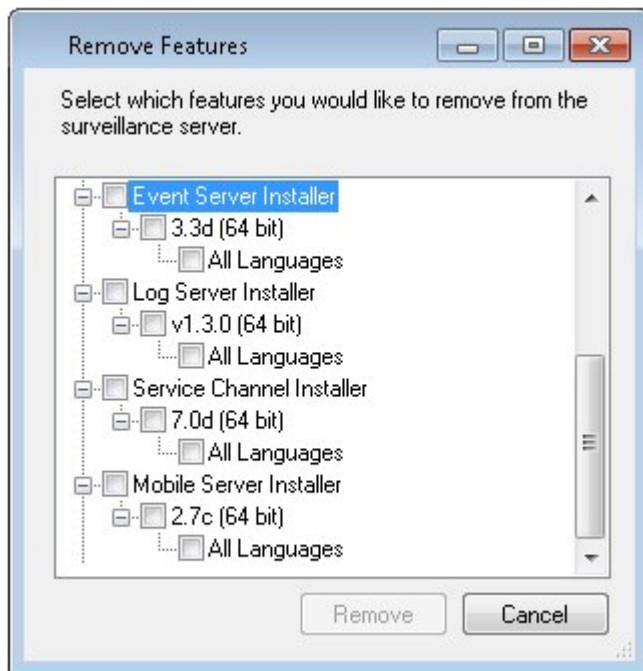 Remove Features
Select which features you would like to remove from the
surveillance server.
Event Server Installer
3.3d (64 bit)
All Languages
Log Server Installer
v1.3.0 (64 bit)
All Languages
Service Channel Installer
7.0d (64 bit)
All Languages
Mobile Server Installer
2.7c (64 bit)
All Languages
Remove
Cancel